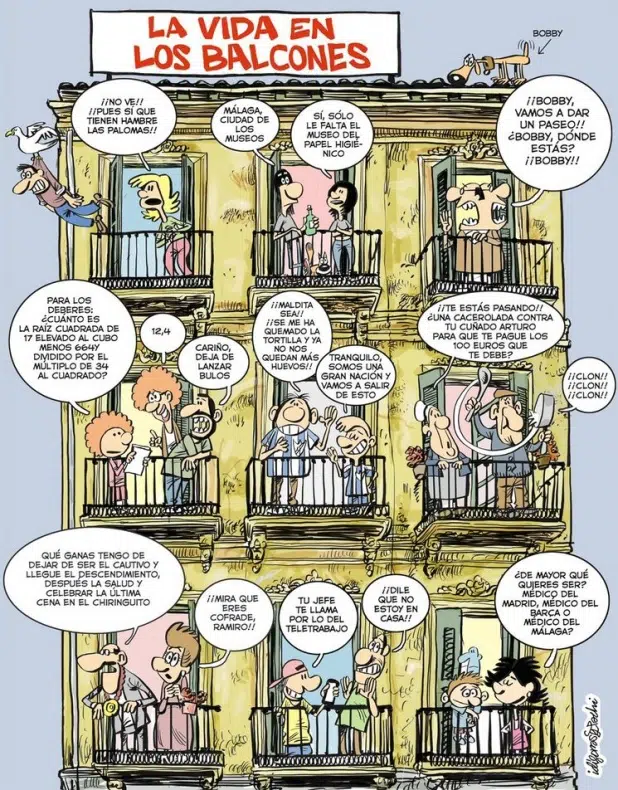 LA VIDA EN
LOS BALCONES
BOBBY
¡¡NO VE!!
¡¡PUES SÍ QUE
TIENEN HAMBRE
LAS PALOMAS!!
MÁLAGA,
CIUDAD DE
LOS
MUSEOS
SÍ, SÓLO
LE FALTA EL
MUSEO DEL
PAPEL HIGIÉ-
NICO
¡¡BOBBY,
VAMOS A DAR
UN PASEO!!
¿BOBBY, DÓNDE
ESTÁS?
¡¡BOBBY!!
PARA LOS
DEBERES:
¿CUÁNTO ES
LA RAÍZ CUADRADA DE
17 ELEVADO AL CUBO
MENOS 664Y
DIVIDIDO POR EL
MÚLTIPLO DE 34
AL CUADRADO?
12,4
CARIÑO,
DEJA DE
LANZAR
BULOS
¡¡MALDITA
SEA!!
¡¡SE ME HA
QUEMADO LA
TORTILLA Y YA
NO NOS
QUEDAN MÁS
HUEVOS!!
TRANQUILO,
SOMOS UNA
GRAN NACIÓN Y
VAMOS A SALIR
DE ESTO
¡¡TE ESTÁS PASANDO!!
¿UNA CACEROLADA CONTRA
TU CUÑADO ARTURO
PARA QUE TE PAGUE LOS
100 EUROS QUE
TE DEBE?
¡¡CLON!!
¡¡CLON!!
¡¡CLON!!
QUÉ GANAS TENGO DE
DEJAR DE SER EL CAUTIVO Y
LLEGUE EL DESCENDIMIENTO,
DESPUÉS LA SALUD Y
CELEBRAR LA ÚLTIMA
CENA EN EL CHIRINGUITO
¡¡MIRA QUE
ERES
COFRADE,
RAMIRO!!
TU JEFE
TE LLAMA
POR LO DEL
TELETRABAJO
¡¡DILE
QUE NO
ESTOY EN
CASA!!
¿DE MAYOR QUÉ
QUIERES SER?
MÉDICO DEL
MADRID, MÉDICO DEL
BARÇA O
MÉDICO DEL
MÁLAGA?